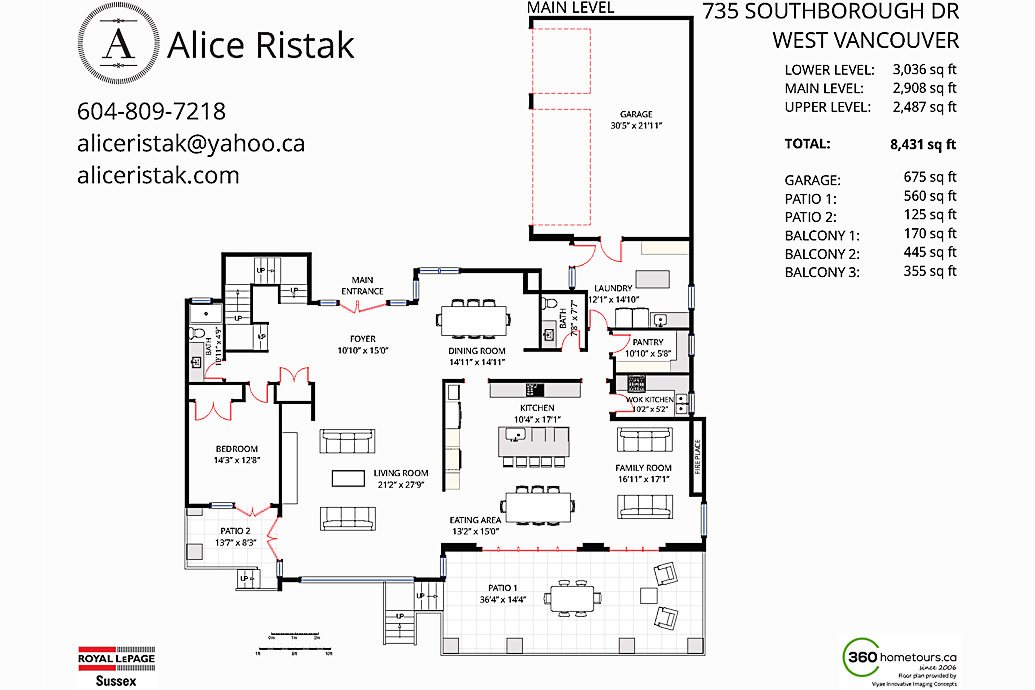 A
Alice Ristak
604-809-7218
aliceristak@yahoo.ca
aliceristak.com
MAIN LEVEL
735 SOUTHBOROUGH DR
WEST VANCOUVER
LOWER LEVEL: 3,036 sq ft
MAIN LEVEL: 2,908 sq ft
UPPER LEVEL: 2,487 sq ft
TOTAL: 8,431 sq ft
GARAGE: 675 sq ft
PATIO 1: 560 sq ft
PATIO 2: 125 sq ft
BALCONY 1: 170 sq ft
BALCONY 2: 445 sq ft
BALCONY 3: 355 sq ft
GARAGE
30'5" x 21'11"
UP
UP
UP
UP
MAIN
ENTRANCE
FOYER
10'10" x 15'0"
BATH
10'11" x 4'9"
DINING ROOM
14'11" x 14'11"
BATH
7'8" x 7'7"
LAUNDRY
12'1" x 14'10"
PANTRY
10'10" x 5'8"
WOK KITCHEN
10'2" x 5'2"
KITCHEN
10'4" x 17'1"
BEDROOM
14'3" x 12'8"
LIVING ROOM
21'2" x 27'9"
FAMILY ROOM
16'11" x 17'1"
FIREPLACE
EATING AREA
13'2" x 15'0"
PATIO 2
13'7" x 8'3"
UP
PATIO 1
36'4" x 14'4"
UP
UP
0m 1m 2m
1ft 5ft 10ft
ROYAL LEPAGE
Sussex
360hometours.ca
since 2006
Floor plan provided by
Vyae Innovative Imaging Concepts